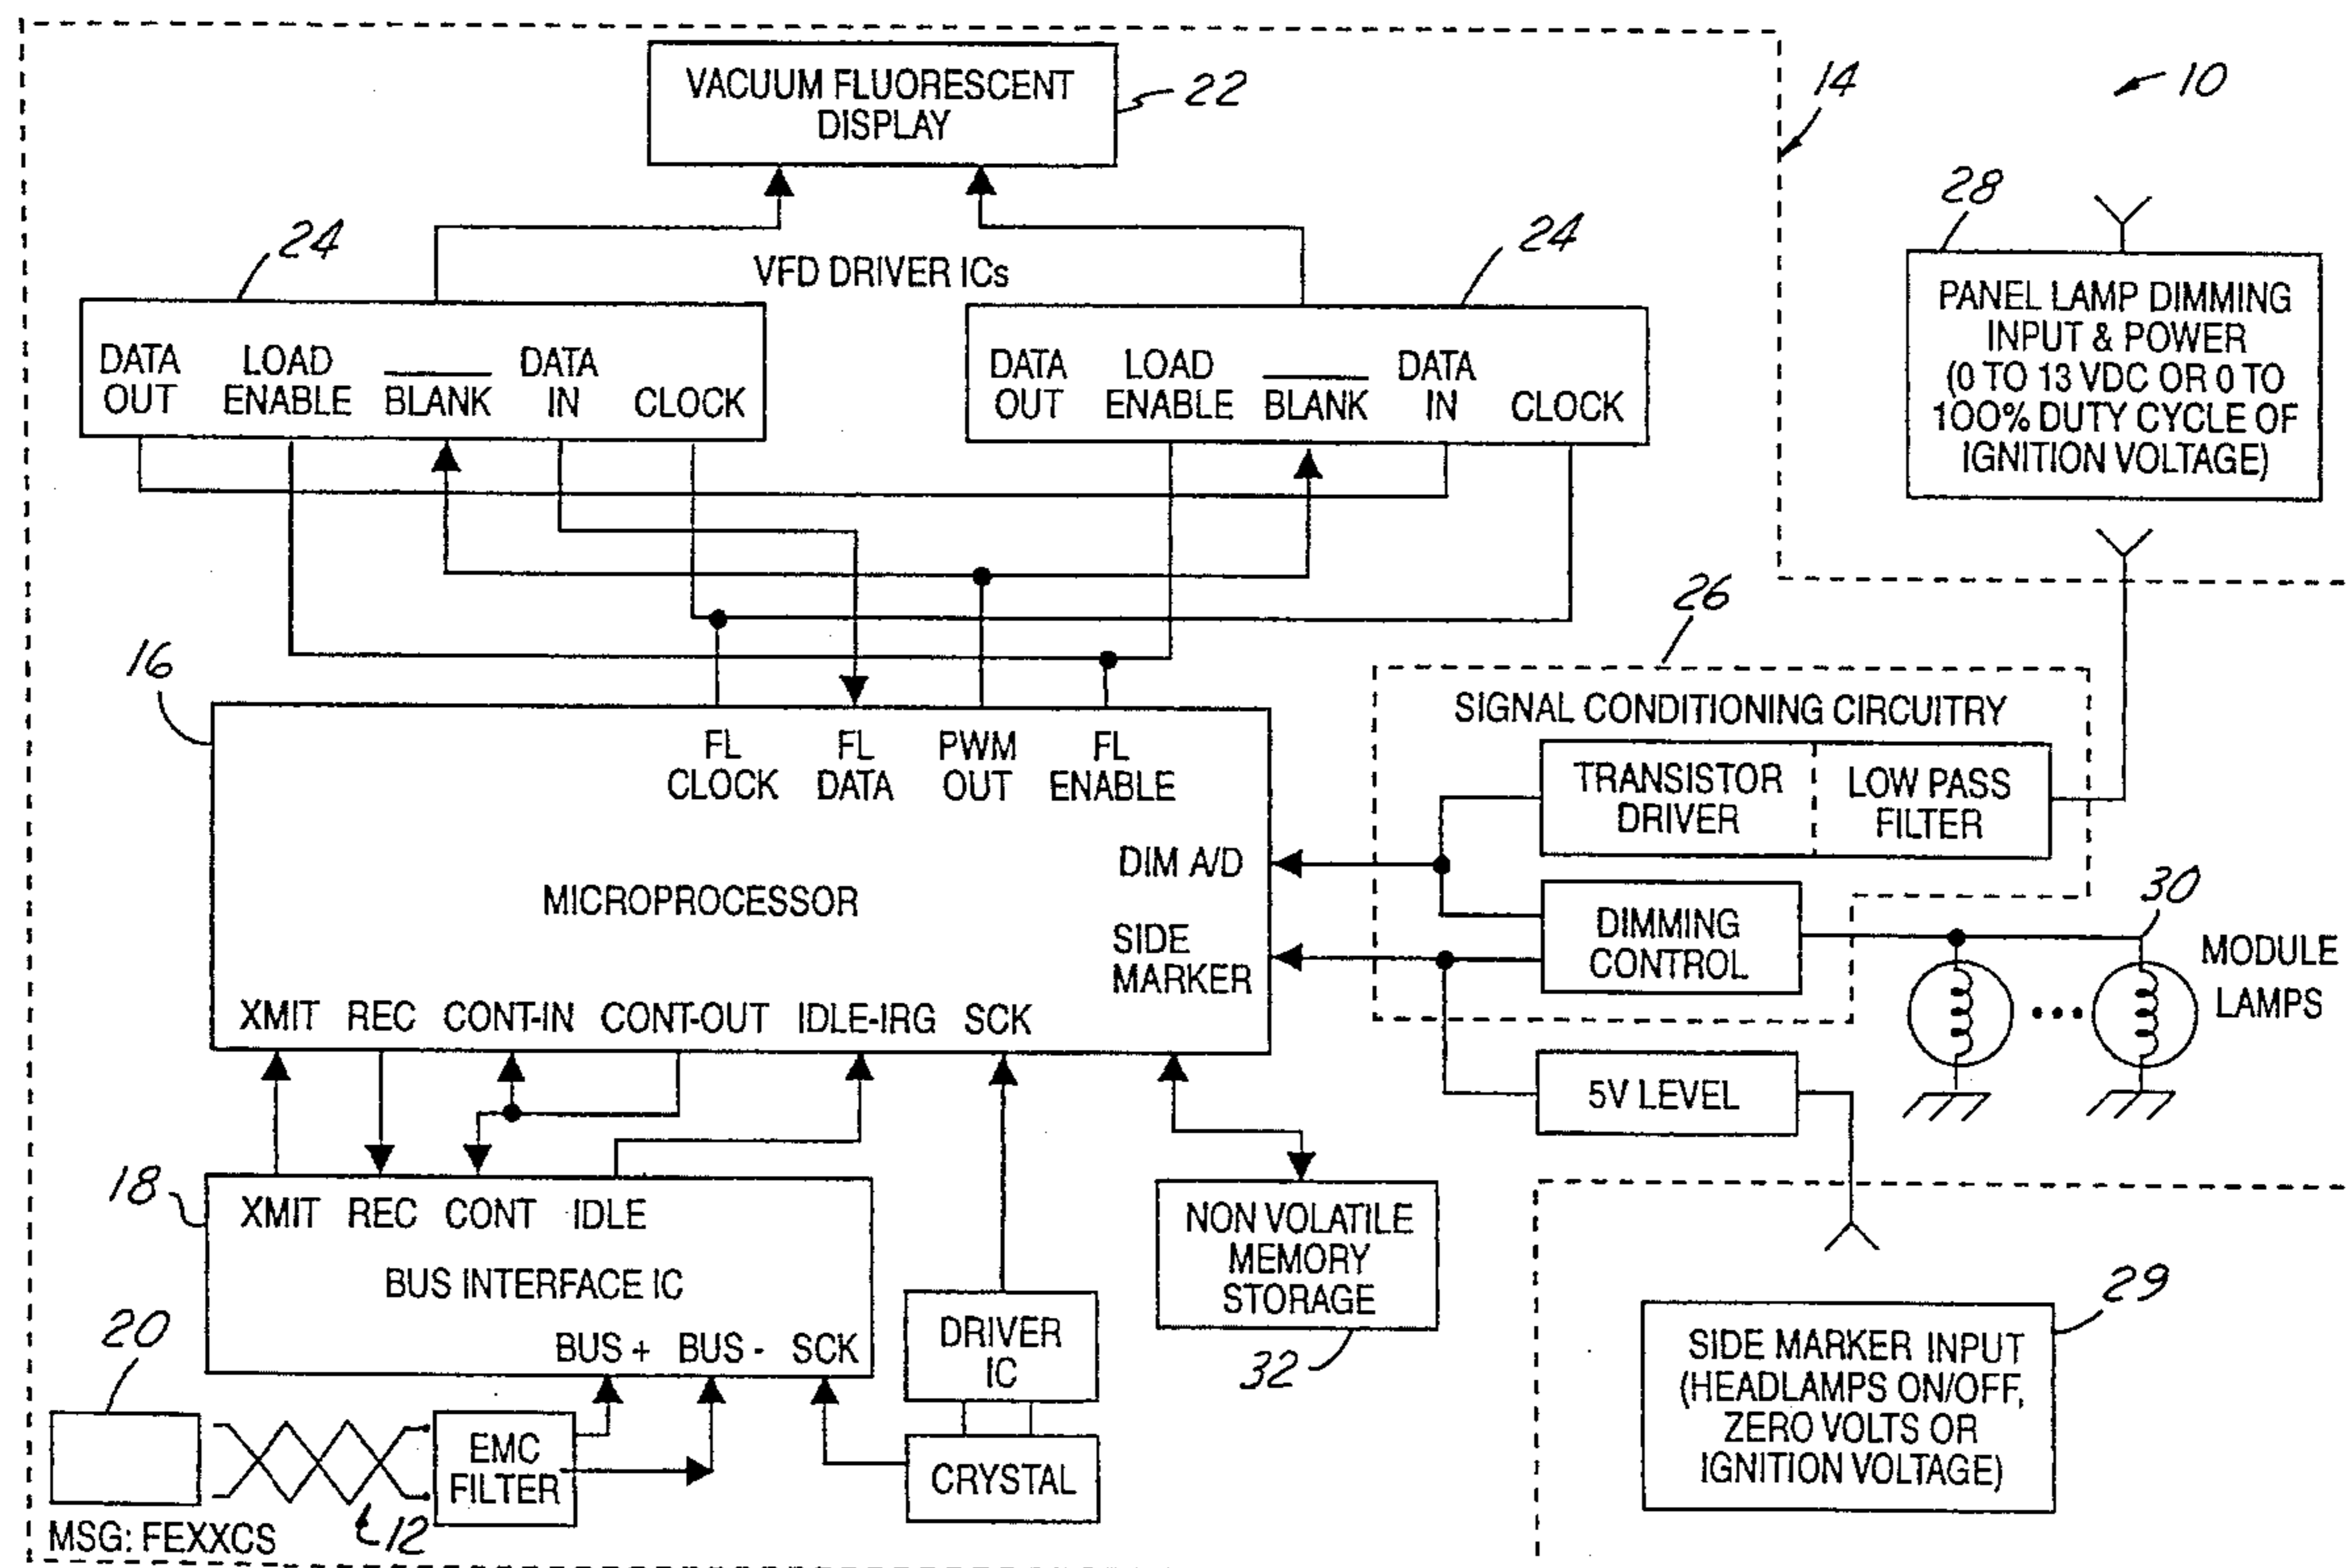 VACUUM FLUORESCENT
DISPLAY
22
14
10
28
24
VFD DRIVER ICs
24
DATA OUT
LOAD ENABLE
BLANK
DATA IN
CLOCK
DATA OUT
LOAD ENABLE
BLANK
DATA IN
CLOCK
PANEL LAMP DIMMING
INPUT & POWER
(0 TO 13 VDC OR 0 TO
100% DUTY CYCLE OF
IGNITION VOLTAGE)
26
16
SIGNAL CONDITIONING CIRCUITRY
FL CLOCK
FL DATA
PWM OUT
FL ENABLE
TRANSISTOR
DRIVER
LOW PASS
FILTER
DIM A/D
MICROPROCESSOR
SIDE
MARKER
DIMMING
CONTROL
30
MODULE
LAMPS
XMIT REC CONT-IN CONT-OUT IDLE-IRG SCK
5V LEVEL
18
XMIT REC CONT IDLE
BUS INTERFACE IC
BUS + BUS - SCK
NON VOLATILE
MEMORY
STORAGE
32
DRIVER
IC
CRYSTAL
20
EMC
FILTER
12
MSG: FEXXCS
29
SIDE MARKER INPUT
(HEADLAMPS ON/OFF,
ZERO VOLTS OR
IGNITION VOLTAGE)